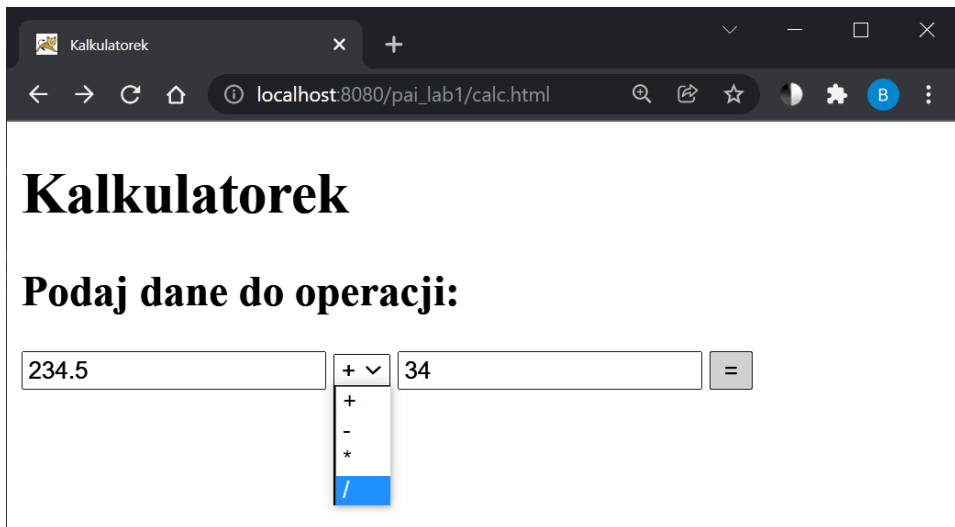 Kalkulatorek
localhost:8080/pai_lab1/calc.html
B
Kalkulatorek
Podaj dane do operacji:
234.5 + 34 =
+
-
*
/